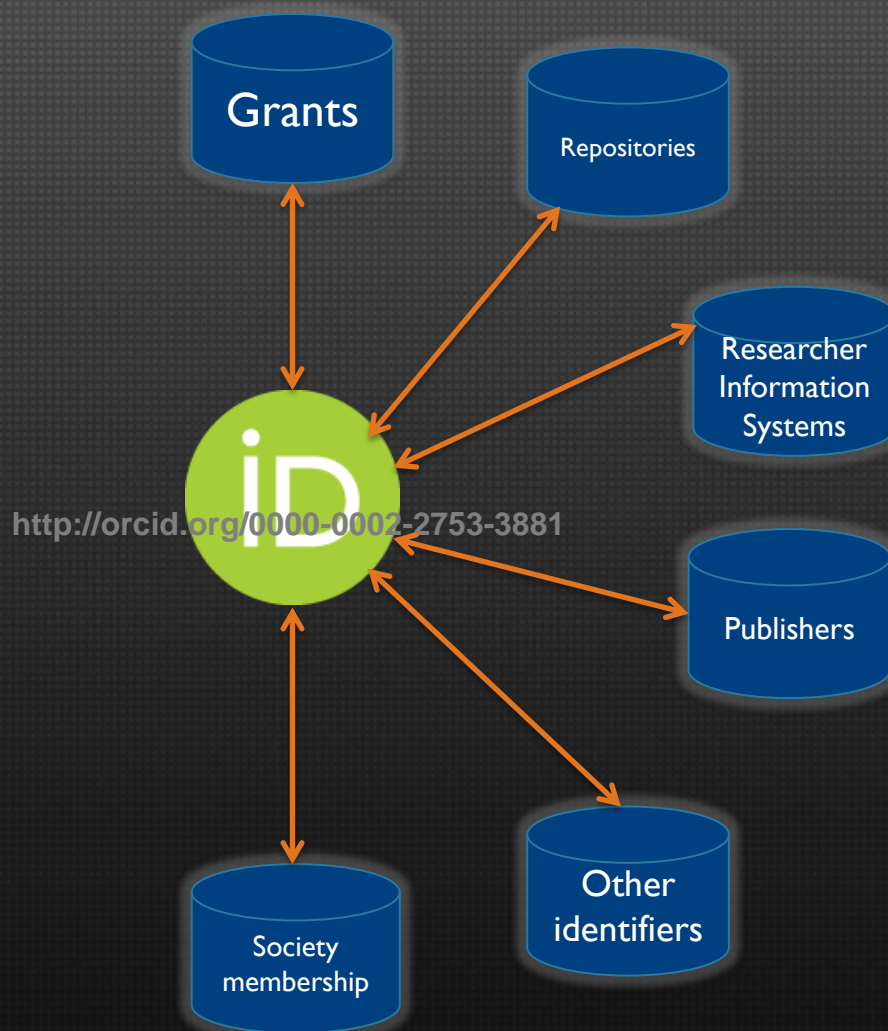 Grants
Repositories
Researcher
Information
Systems
iD
http://orcid.org/0000-0002-2753-3881
Publishers
Other
identifiers
Society
membership